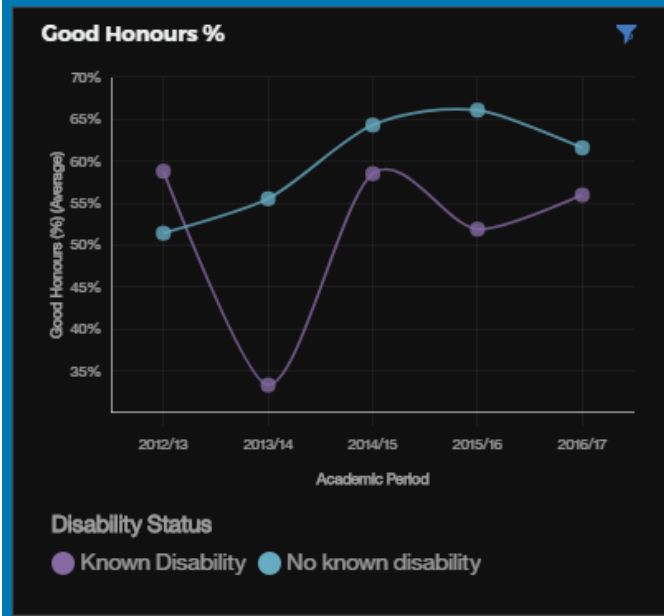 Good Honours %
70%
65%
60%
55%
50%
45%
40%
35%
Good Honours (%) (Average)
2012/13 2013/14 2014/15 2015/16 2016/17
Academic Period
Disability Status
Known Disability No known disability